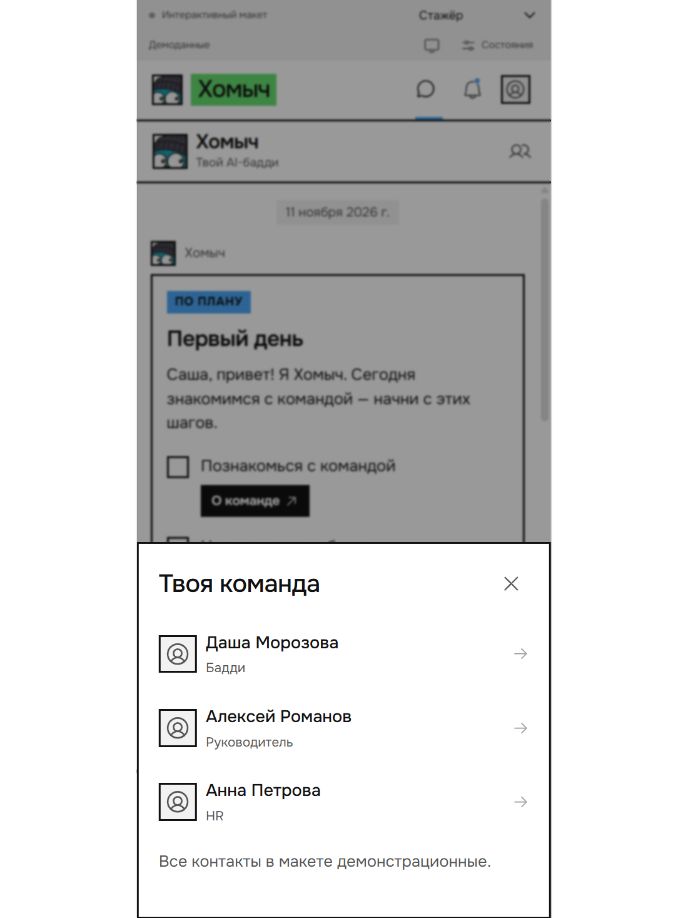 Интерактивный макет
Стажёр
Демоданные
Состояния
Хомыч
Хомыч
Твой AI-бадди
11 ноября 2026 г.
Хомыч
ПО ПЛАНУ
Первый день
Саша, привет! Я Хомыч. Сегодня
знакомимся с командой — начни с этих
шагов.
Познакомься с командой
О команде
Твоя команда
Даша Морозова
Бадди
Алексей Романов
Руководитель
Анна Петрова
HR
Все контакты в макете демонстрационные.